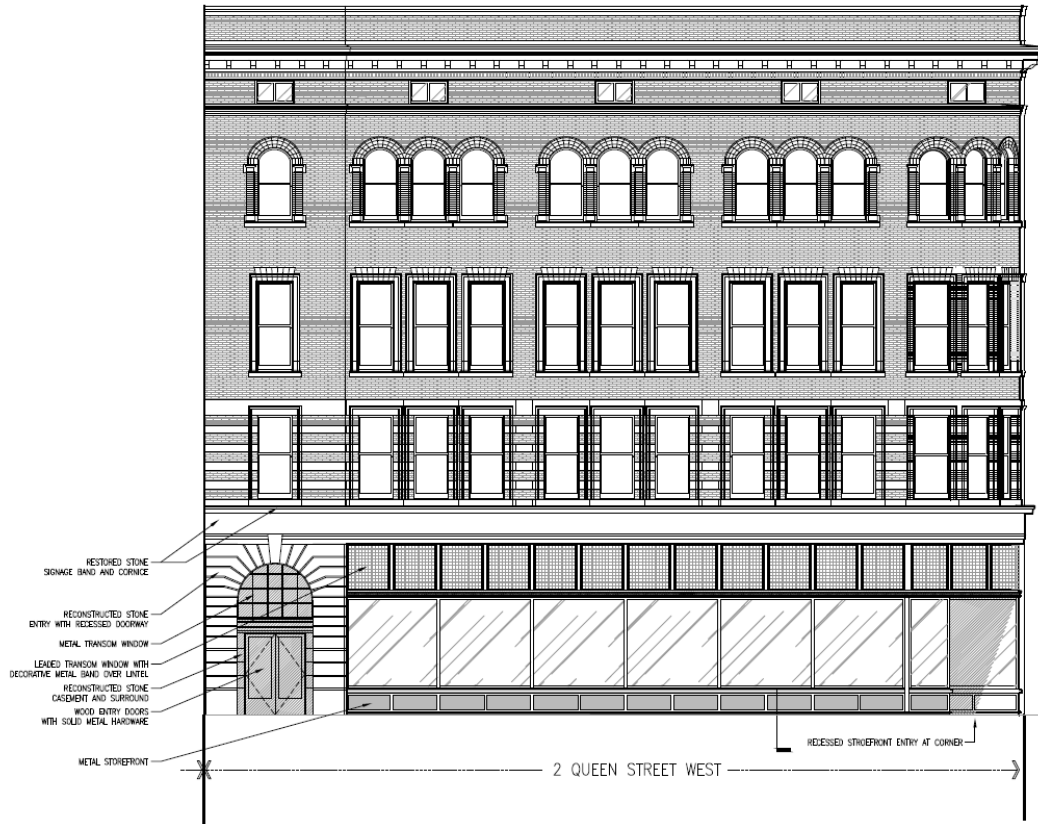 RESTORED STONE
SIGNAGE BAND AND CORNICE
RECONSTRUCTED STONE
ENTRY WITH RECESSED DOORWAY
METAL TRANSOM WINDOW
LEADED TRANSOM WINDOW WITH
DECORATIVE METAL BAND OVER LINTEL
RECONSTRUCTED STONE
CASEMENT AND SURROUND
WOOD ENTRY DOORS
WITH SOLID METAL HARDWARE
METAL STOREFRONT
RECESSED STROEFRONT ENTRY AT CORNER
2 QUEEN STREET WEST